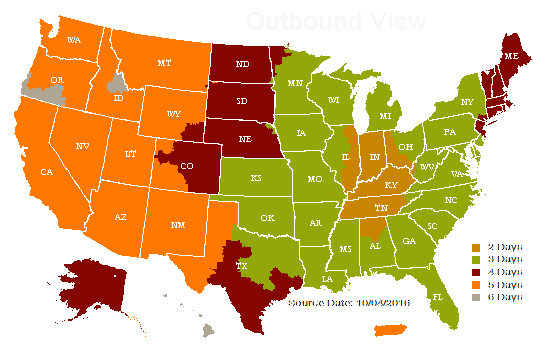 Outbound View
WA
OR
ID
MT
ND
MN
ME
SD
WI
MI
NY
WY
NE
IA
PA
NV
UT
CO
IL
IN
OH
WV
VA
CA
KS
MO
KY
NC
AZ
NM
OK
AR
TN
SC
TX
LA
MS
AL
GA
FL
2 Days
3 Days
4 Days
5 Days
6 Days
Source Date: 10/04/2016